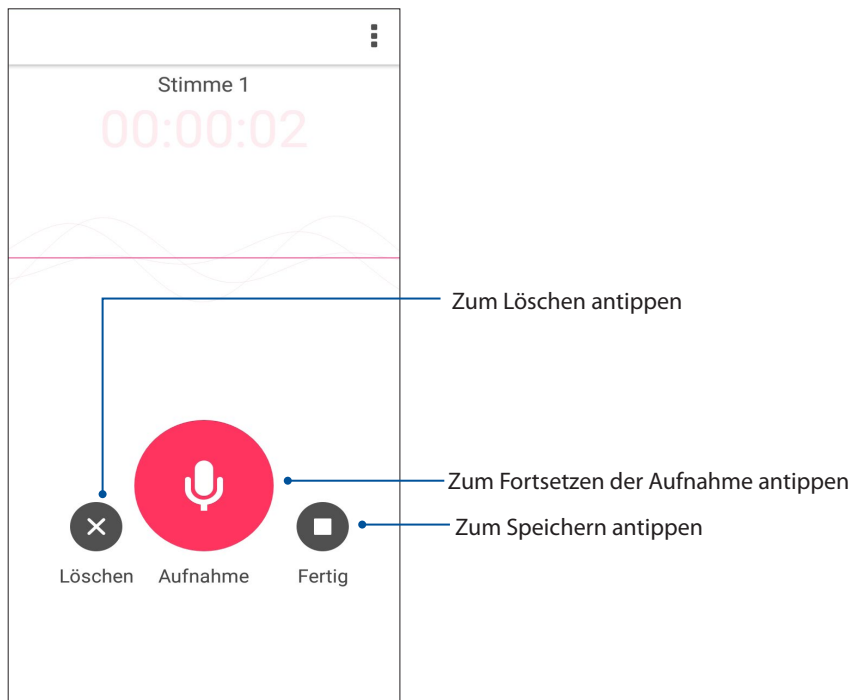 Stimme 1
00:00:02
Zum Löschen antippen
Zum Fortsetzen der Aufnahme antippen
Zum Speichern antippen
Löschen Aufnahme Fertig